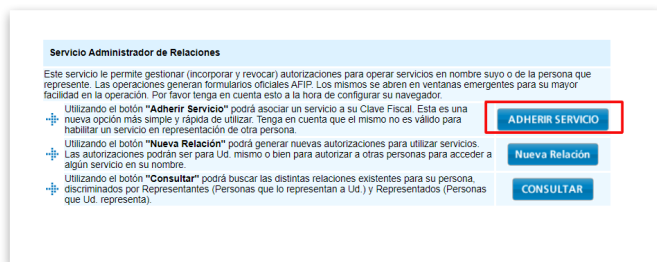 Servicio Administrador de Relaciones
Este servicio le permite gestionar (incorporar y revocar) autorizaciones para operar servicios en nombre suyo o de la persona que
represente. Las operaciones generan formularios oficiales AFIP. Los mismos se abren en ventanas emergentes para su mayor
facilidad en la operación. Por favor tenga en cuenta esto a la hora de configurar su navegador.
Utilizando el botón "Adherir Servicio" podrá asociar un servicio a su Clave Fiscal. Esta es una
nueva opción más simple y rápida de utilizar. Tenga en cuenta que el mismo no es válido para
habilitar un servicio en representación de otra persona.
ADHERIR SERVICIO
Utilizando el botón "Nueva Relación" podrá generar nuevas autorizaciones para utilizar servicios.
Las autorizaciones podrán ser para Ud. mismo o bien para autorizar a otras personas para acceder a
algún servicio en su nombre.
Nueva Relación
Utilizando el botón "Consultar" podrá buscar las distintas relaciones existentes para su persona,
discriminados por Representantes (Personas que lo representan a Ud.) y Representados (Personas
que Ud. representa).
CONSULTAR